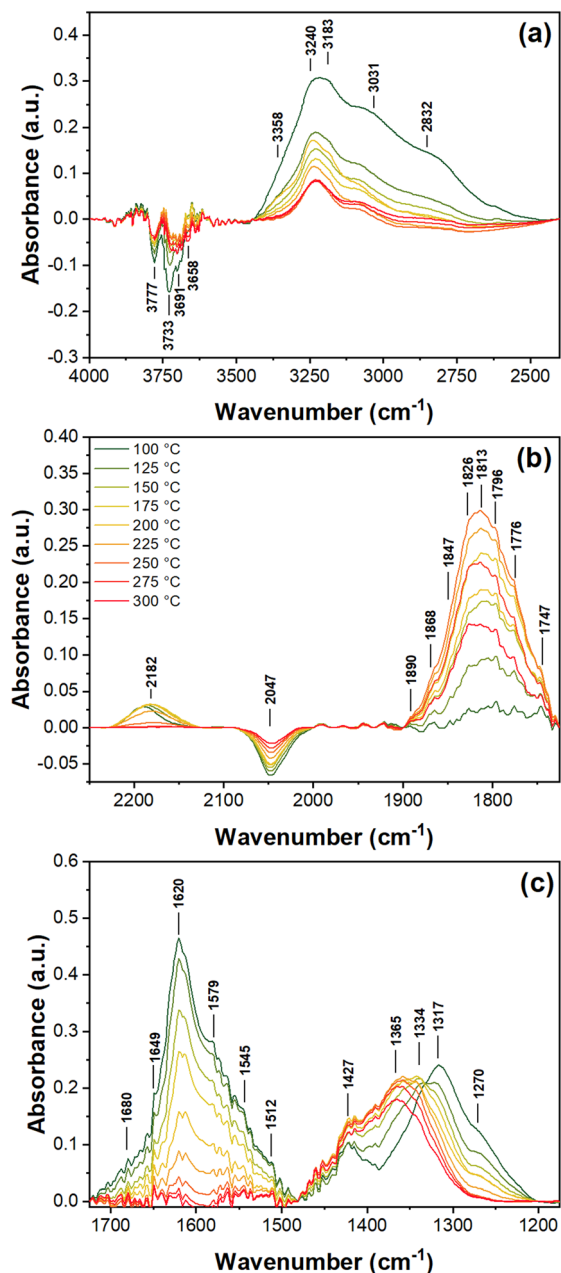 (a)
3240
3183
3358
3031
2832
3777
3733
3691
3658
0.4
0.3
0.2
0.1
0.0
-0.1
-0.2
-0.3
Absorbance (a.u.)
4000 3750 3500 3250 3000 2750 2500
Wavenumber (cm-1)
(b)
100 °C
125 °C
150 °C
175 °C
200 °C
225 °C
250 °C
275 °C
300 °C
2182
2047
1890
1868
1847
1826
1813
1796
1776
1747
0.40
0.35
0.30
0.25
0.20
0.15
0.10
0.05
0.00
-0.05
Absorbance (a.u.)
2200 2100 2000 1900 1800
Wavenumber (cm-1)
(c)
1680
1649
1620
1579
1545
1512
1427
1365
1334
1317
1270
0.6
0.5
0.4
0.3
0.2
0.1
0.0
Absorbance (a.u.)
1700 1600 1500 1400 1300 1200
Wavenumber (cm-1)